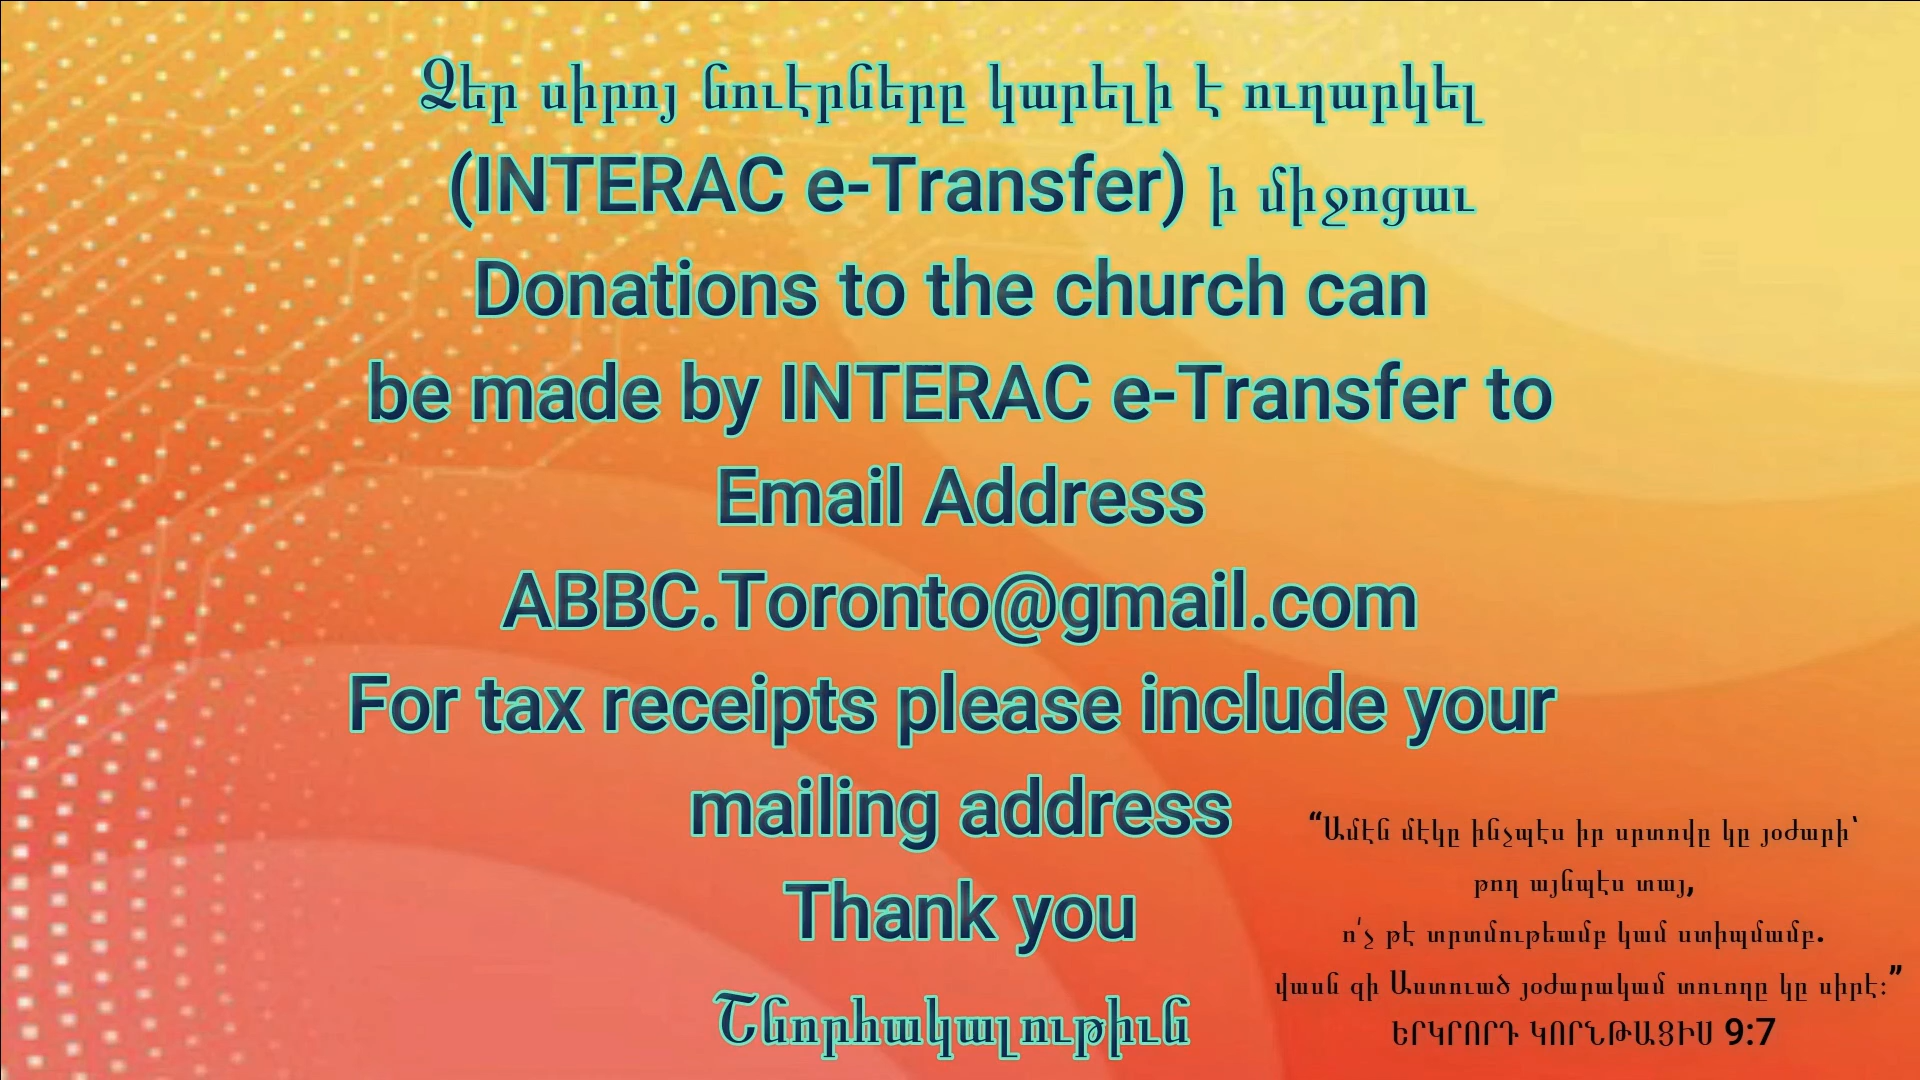 Ձեր սիրոյ նուէրները կարելի է ուղարկել
(INTERAC e-Transfer) ի միջոցաւ
Donations to the church can
be made by INTERAC e-Transfer to
Email Address
ABBC.Toronto@gmail.com
For tax receipts please include your
mailing address
Thank you
Շնորհակալութիւն
“Ամէն մէկը ինչպէս իր սրտովը կը յօժարի՝
թող այնպէս տայ,
ո՛չ թէ տրտմութեամբ կամ ստիպմամբ.
վասն զի Աստուած յօժարակամ տուողը կը սիրէ։”
ԵՐԿՐՈՐԴ ԿՈՐՆԹԱՑԻՍ 9:7